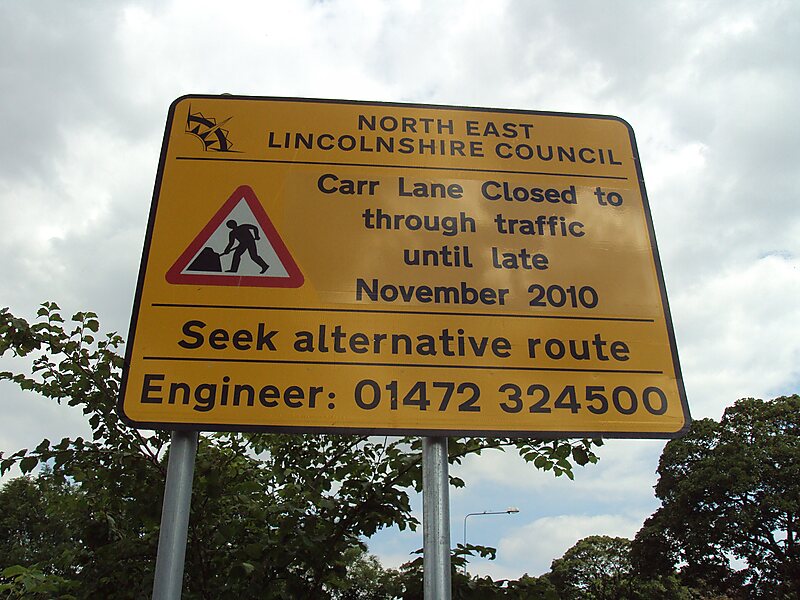 NORTH EAST
LINCOLNSHIRE COUNCIL
Carr Lane Closed to
through traffic
until late
November 2010
Seek alternative route
Engineer: 01472 324500